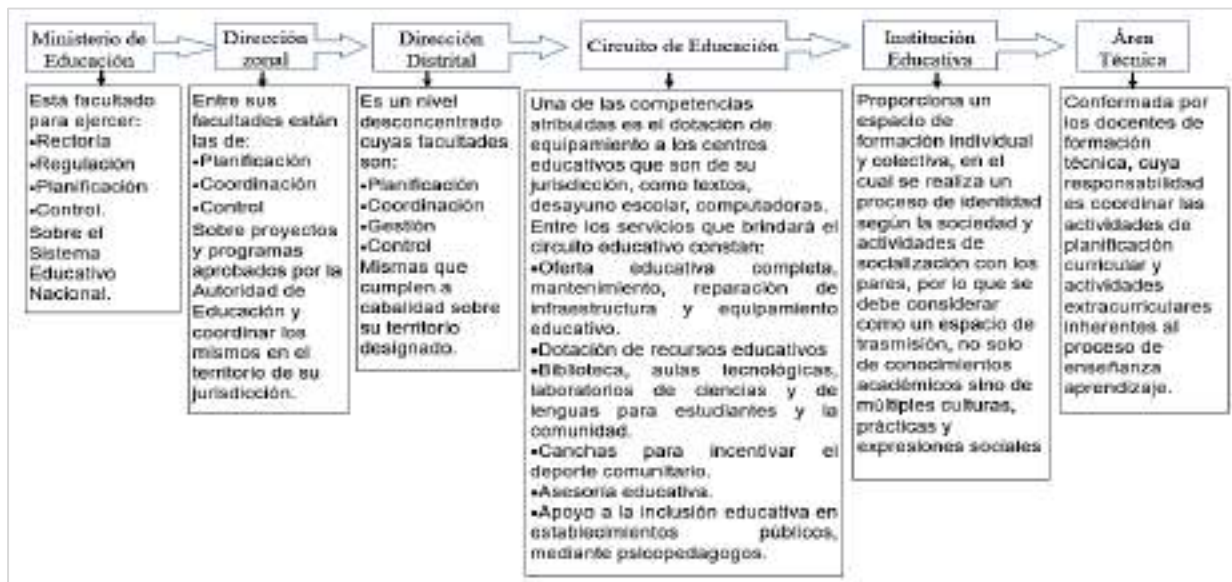 Ministerio de
Educación
Dirección
zonal
Dirección
Distrital
Circuito de Educación
Institución
Educativa
Área
Técnica
Está facultado
para ejercer:
•Rectoría
•Regulación
•Planificación
•Control.
Sobre el
Sistema
Educativo
Nacional.
Entre sus
facultades están
las de:
•Planificación
•Coordinación
•Control
Sobre proyectos
y programas
aprobados por la
Autoridad de
Educación y
coordinar los
mismos en el
territorio de su
jurisdicción.
Es un nivel
desconcentrado
cuyas facultades
son:
•Planificación
•Coordinación
•Gestión
•Control
Mismas que
cumplen a
cabalidad sobre
su territorio
designado.
Una de las competencias
atribuidas es el dotación de
equipamiento a los centros
educativos que son de su
jurisdicción, como textos,
desayuno escolar, computadoras.
Entre los servicios que brindará el
circuito educativo constan:
•Oferta educativa completa,
mantenimiento, reparación de
infraestructura y equipamiento
educativo.
•Dotación de recursos educativos
•Biblioteca, aulas tecnológicas,
laboratorios de ciencias y de
lenguas para estudiantes y la
comunidad.
•Canchas para incentivar el
deporte comunitario.
•Asesoría educativa.
•Apoyo a la inclusión educativa en
establecimientos públicos,
mediante psicopedagogos.
Proporciona un
espacio de
formación individual
y colectiva, en el
cual se realiza un
proceso de identidad
según la sociedad y
actividades de
socialización con los
pares, por lo que se
debe considerar
como un espacio de
trasmisión, no solo
de conocimientos
académicos sino de
múltiples culturas,
prácticas y
expresiones sociales
Conformada por
los docentes de
formación
técnica, cuya
responsabilidad
es coordinar las
actividades de
planificación
curricular y
actividades
extracurriculares
inherentes al
proceso de
enseñanza
aprendizaje.